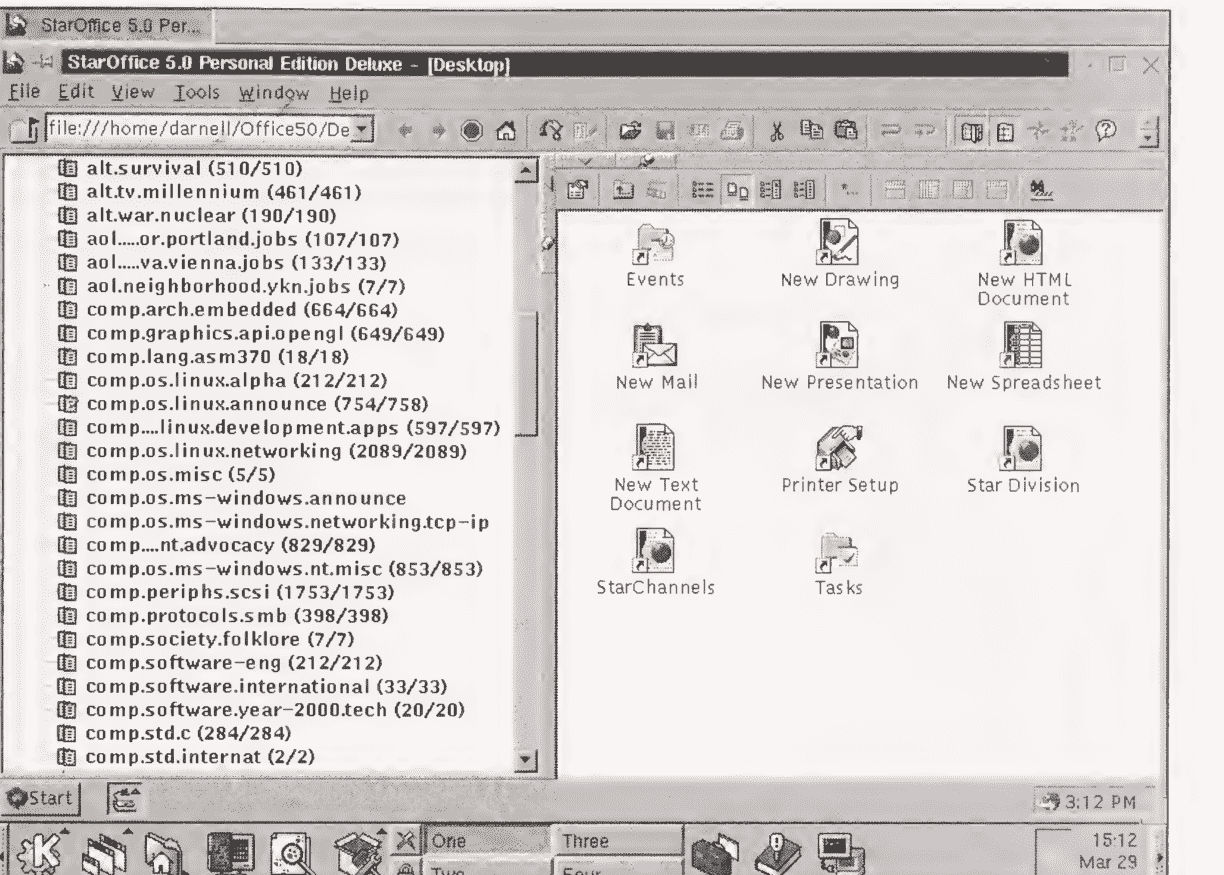 StarOffice 5.0 Per...
StarOffice 5.0 Personal Edition Deluxe - [Desktop]
File Edit View Tools Window Help
file:///home/darnell/Office50/De
alt.survival (510/510)
alt.tv.millennium (461/461)
alt.war.nuclear (190/190)
aol.....or.portland.jobs (107/107)
aol.....va.vienna.jobs (133/133)
aol.neighborhood.ykn.jobs (7/7)
comp.arch.embedded (664/664)
comp.graphics.api.opengl (649/649)
comp.lang.asm370 (18/18)
comp.os.linux.alpha (212/212)
comp.os.linux.announce (754/758)
comp....linux.development.apps (597/597)
comp.os.linux.networking (2089/2089)
comp.os.misc (5/5)
comp.os.ms-windows.announce
comp.os.ms-windows.networking.tcp-ip
comp....nt.advocacy (829/829)
comp.os.ms-windows.nt.misc (853/853)
comp.periphs.scsi (1753/1753)
comp.protocols.smb (398/398)
comp.society.folklore (7/7)
comp.software-eng (212/212)
comp.software.international (33/33)
comp.software.year-2000.tech (20/20)
comp.std.c (284/284)
comp.std.internat (2/2)
Events
New Drawing
New HTML
Document
New Mail
New Presentation
New Spreadsheet
New Text
Document
Printer Setup
Star Division
StarChannels
Tasks
Start
3:12 PM
One
Three
15:12
Two
Four
Mar 29